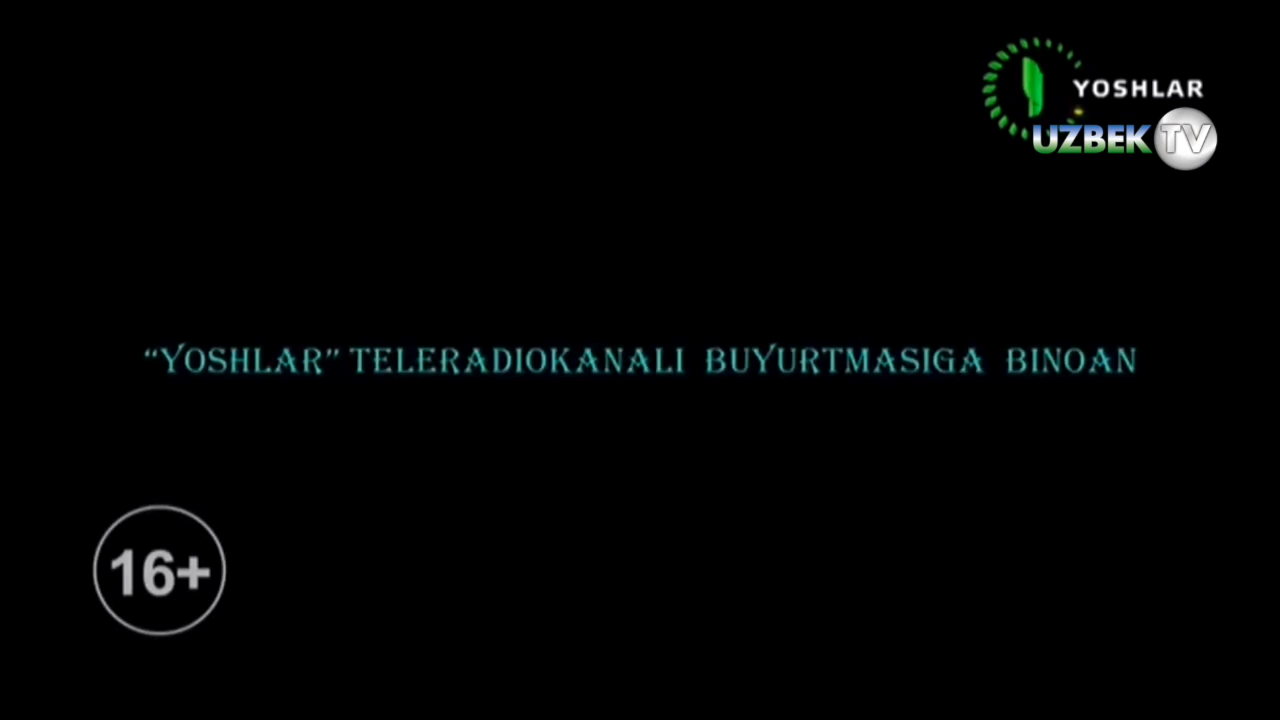 YOSHLAR
UZBEK TV
“YOSHLAR” TELERADIOKANALI BUYURTMASIGA BINOAN
16+